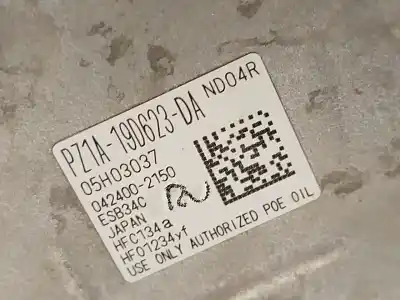 PZ1A-19D623-DA ND04R
05H03037
042400-2150
ESB34C
JAPAN
HFC134a
HFO1234yf
USE ONLY AUTHORIZED POE OIL